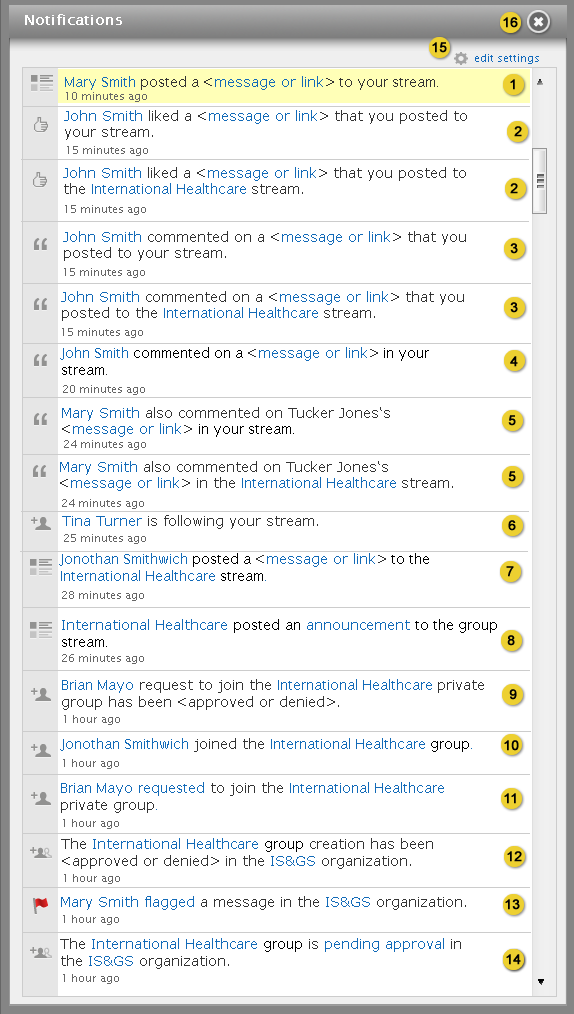 Notifications 16
15 edit settings
Mary Smith posted a <message or link> to your stream. 1
10 minutes ago
John Smith liked a <message or link> that you posted to
your stream. 2
15 minutes ago
John Smith liked a <message or link> that you posted to
the International Healthcare stream. 2
15 minutes ago
John Smith commented on a <message or link> that you
posted to your stream. 3
15 minutes ago
John Smith commented on a <message or link> that you
posted to the International Healthcare stream. 3
15 minutes ago
John Smith commented on a <message or link> in your
stream. 4
20 minutes ago
Mary Smith also commented on Tucker Jones's
<message or link> in your stream. 5
24 minutes ago
Mary Smith also commented on Tucker Jones's
<message or link> in the International Healthcare stream. 5
24 minutes ago
Tina Turner is following your stream. 6
25 minutes ago
Jonothan Smithwich posted a <message or link> to the
International Healthcare stream. 7
28 minutes ago
International Healthcare posted an announcement to the group
stream. 8
26 minutes ago
Brian Mayo request to join the International Healthcare private
group has been <approved or denied>. 9
1 hour ago
Jonothan Smithwich joined the International Healthcare group. 10
1 hour ago
Brian Mayo requested to join the International Healthcare
private group. 11
1 hour ago
The International Healthcare group creation has been
<approved or denied> in the IS&GS organization. 12
1 hour ago
Mary Smith flagged a message in the IS&GS organization. 13
1 hour ago
The International Healthcare group is pending approval in
the IS&GS organization. 14
1 hour ago